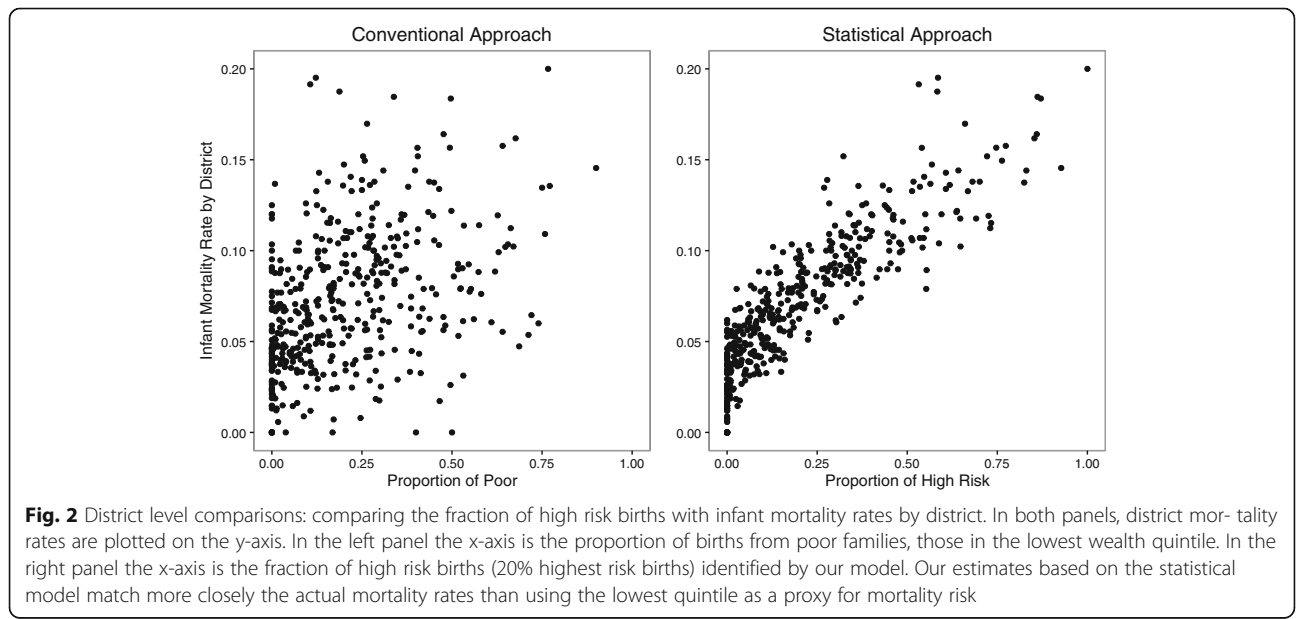 Conventional Approach
Statistical Approach
Infant Mortality Rate by District
0.20
0.15
0.10
0.05
0.00
0.00 0.25 0.50 0.75 1.00
Proportion of Poor
0.20
0.15
0.10
0.05
0.00
0.00 0.25 0.50 0.75 1.00
Proportion of High Risk
Fig. 2 District level comparisons: comparing the fraction of high risk births with infant mortality rates by district. In both panels, district mor- tality
rates are plotted on the y-axis. In the left panel the x-axis is the proportion of births from poor families, those in the lowest wealth quintile. In the
right panel the x-axis is the fraction of high risk births (20% highest risk births) identified by our model. Our estimates based on the statistical
model match more closely the actual mortality rates than using the lowest quintile as a proxy for mortality risk